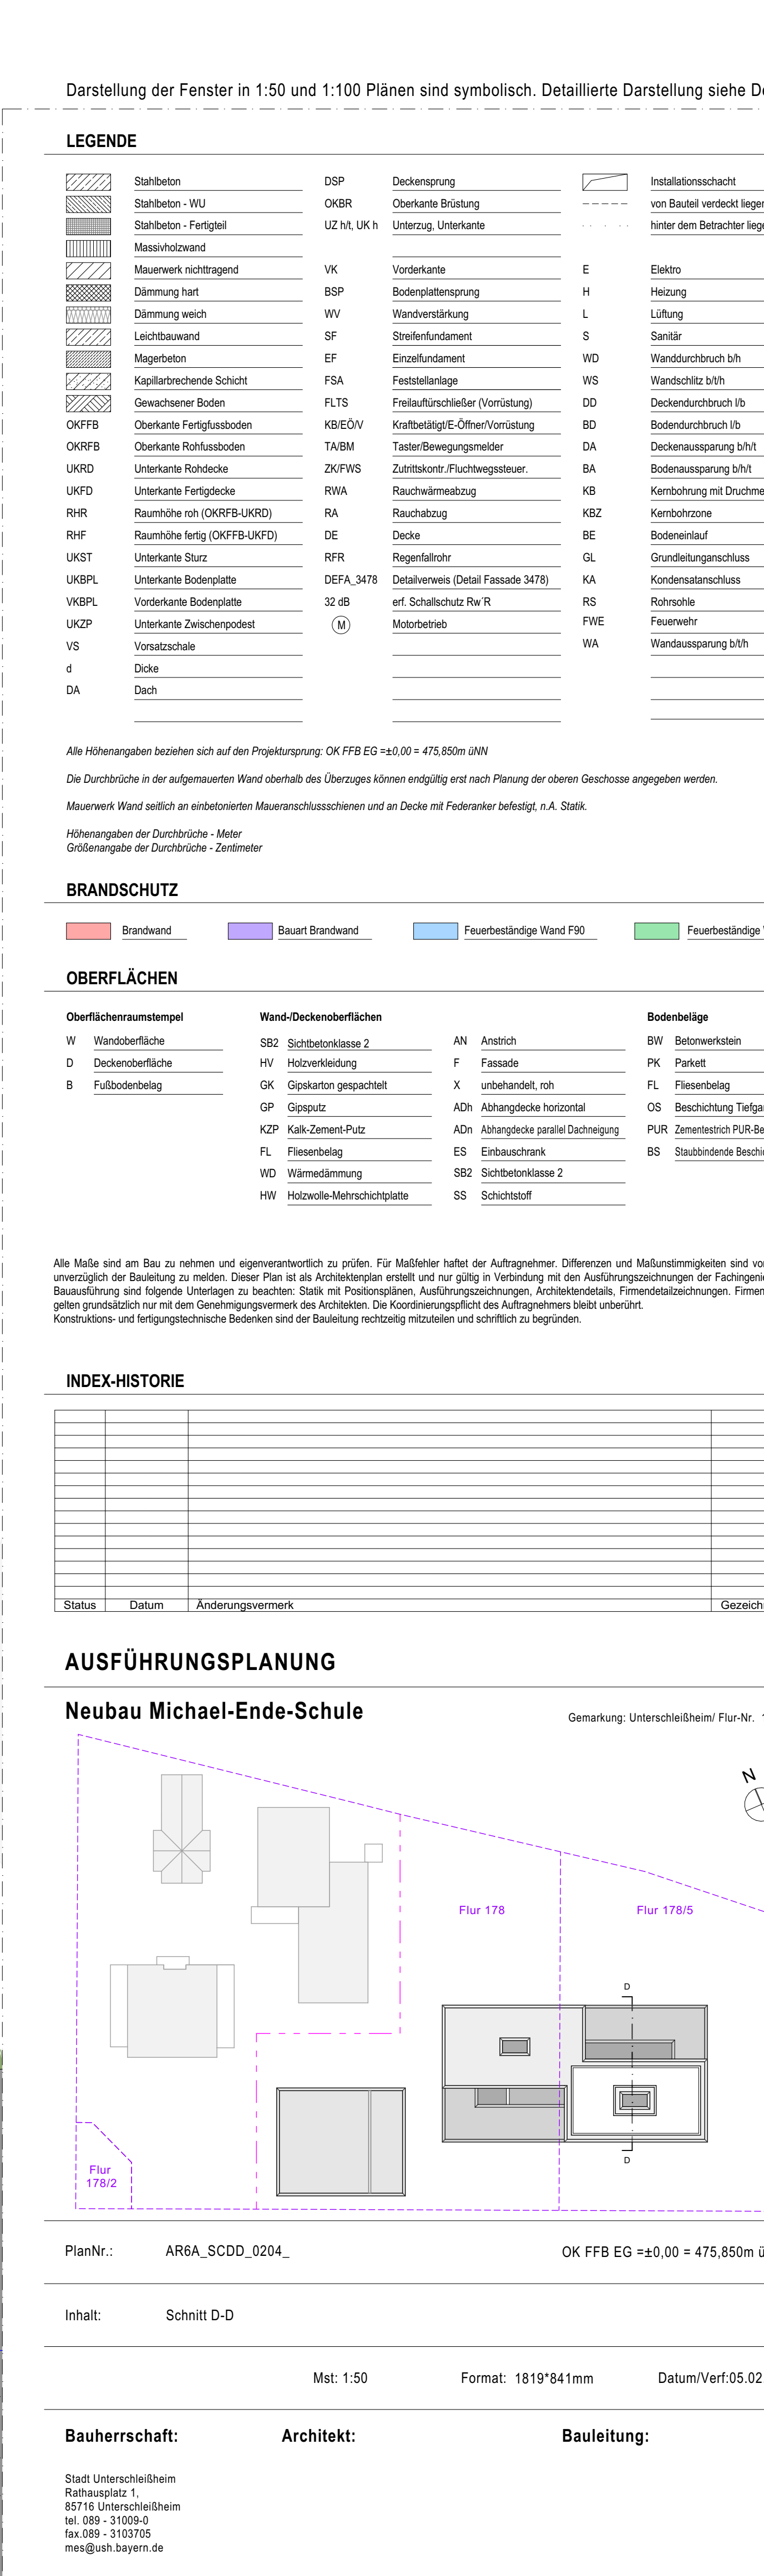 Darstellung der Fenster in 1:50 und 1:100 Plänen sind symbolisch. Detaillierte Darstellung siehe
LEGENDE
Stahlbeton
Stahlbeton - WU
Stahlbeton - Fertigteil
Massivholzwand
Mauerwerk nichttragend
Dämmung hart
Dämmung weich
Leichtbauwand
Magerbeton
Kapillarbrechende Schicht
Gewachsener Boden
OKFFB Oberkante Fertigfussboden
OKRFB Oberkante Rohfussboden
UKRD Unterkante Rohdecke
UKFD Unterkante Fertigdecke
RHR Raumhöhe roh (OKRFB-UKRD)
RHF Raumhöhe fertig (OKFFB-UKFD)
UKST Unterkante Sturz
UKBPL Unterkante Bodenplatte
VKBPL Vorderkante Bodenplatte
UKZP Unterkante Zwischenpodest
VS Vorsatzschale
d Dicke
DA Dach
DSP Deckensprung
OKBR Oberkante Brüstung
UZ h/t, UK h Unterzug, Unterkante
VK Vorderkante
BSP Bodenplattensprung
WV Wandverstärkung
SF Streifenfundament
EF Einzelfundament
FSA Feststellanlage
FLTS Freilauftürschließer (Vorrüstung)
KB/EÖ/V Kraftbetätigt/E-Öffner/Vorrüstung
TA/BM Taster/Bewegungsmelder
ZK/FWS Zutrittskontr./Fluchtwegssteuer.
RWA Rauchwärmeabzug
RA Rauchabzug
DE Decke
RFR Regenfallrohr
DEFA_3478 Detailverweis (Detail Fassade 3478)
32 dB erf. Schallschutz Rw´R
M Motorbetrieb
Installationsschacht
von Bauteil verdeckt
hinter dem Betrachter
E Elektro
H Heizung
L Lüftung
S Sanitär
WD Wanddurchbruch b/h
WS Wandschlitz b/t/h
DD Deckendurchbruch l/b
BD Bodendurchbruch l/b
DA Deckenaussparung b/h/t
BA Bodenaussparung b/h/t
KB Kernbohrung mit
KBZ Kernbohrzone
BE Bodeneinlauf
GL Grundleitunganschluss
KA Kondensatanschluss
RS Rohrsohle
FWE Feuerwehr
WA Wandaussparung b/t/h
Alle Höhenangaben beziehen sich auf den Projektursprung: OK FFB EG =±0,00 = 475,850m üNN
Die Durchbrüche in der aufgemauerten Wand oberhalb des Überzuges können endgültig erst nach Planung der oberen Geschosse angegeben werden.
Mauerwerk Wand seitlich an einbetonierten Maueranschlussschienen und an Decke mit Federanker befestigt, n.A. Statik.
Höhenangaben der Durchbrüche - Meter
Größenangabe der Durchbrüche - Zentimeter
BRANDSCHUTZ
Brandwand Bauart Brandwand Feuerbeständige Wand F90 Feuerbeständige
OBERFLÄCHEN
Oberflächenraumstempel
W Wandoberfläche
D Deckenoberfläche
B Fußbodenbelag
Wand-/Deckenoberflächen
SB2 Sichtbetonklasse 2
HV Holzverkleidung
GK Gipskarton gespachtelt
GP Gipsputz
KZP Kalk-Zement-Putz
FL Fliesenbelag
WD Wärmedämmung
HW Holzwolle-Mehrschichtplatte
AN Anstrich
F Fassade
X unbehandelt, roh
ADh Abhangdecke horizontal
ADn Abhangdecke parallel Dachneigung
ES Einbauschrank
SB2 Sichtbetonklasse 2
SS Schichtstoff
Bodenbeläge
BW Betonwerkstein
PK Parkett
FL Fliesenbelag
OS Beschichtung
PUR Zementestrich
BS Staubbindende
Alle Maße sind am Bau zu nehmen und eigenverantwortlich zu prüfen. Für Maßfehler haftet der Auftragnehmer. Differenzen und Maßunstimmigkeiten sind
unverzüglich der Bauleitung zu melden. Dieser Plan ist als Architektenplan erstellt und nur gültig in Verbindung mit den Ausführungszeichnungen der
Bauausführung sind folgende Unterlagen zu beachten: Statik mit Positionsplänen, Ausführungszeichnungen, Architektendetails, Firmendetailzeichnungen.
gelten grundsätzlich nur mit dem Genehmigungsvermerk des Architekten. Die Koordinierungspflicht des Auftragnehmers bleibt unberührt.
Konstruktions- und fertigungstechnische Bedenken sind der Bauleitung rechtzeitig mitzuteilen und schriftlich zu begründen.
INDEX-HISTORIE
Status Datum Änderungsvermerk
AUSFÜHRUNGSPLANUNG
Neubau Michael-Ende-Schule
Gemarkung: Unterschleißheim/ Flur-Nr.
N
Flur 178
Flur 178/5
D
D
Flur
178/2
PlanNr.: AR6A_SCDD_0204_ OK FFB EG =±0,00 = 475,850m
Inhalt: Schnitt D-D
Mst: 1:50 Format: 1819*841mm Datum/Verf:05.02
Bauherrschaft: Architekt: Bauleitung:
Stadt Unterschleißheim
Rathausplatz 1,
85716 Unterschleißheim
tel. 089 - 31009-0
fax.089 - 3103705
mes@ush.bayern.de